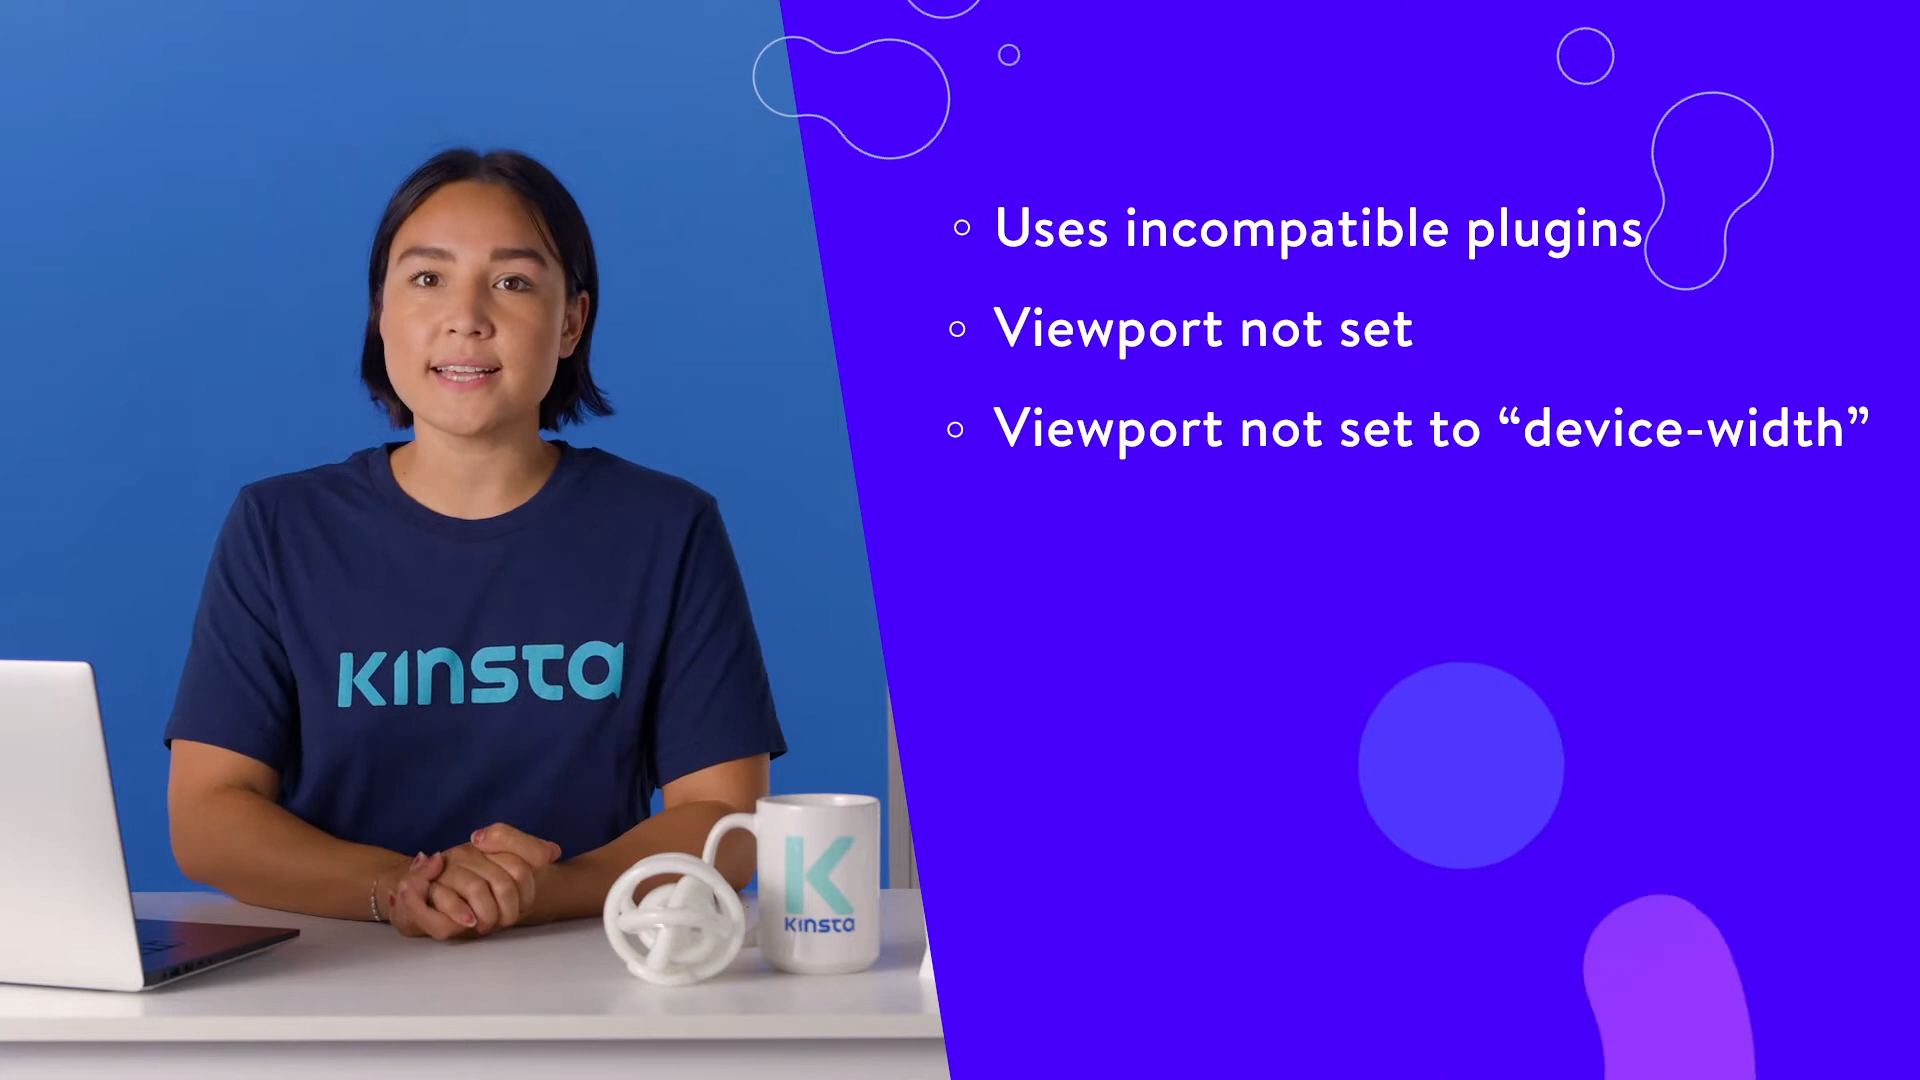 Uses incompatible plugins
Viewport not set
Viewport not set to “device-width”
KINSTA
K
KINSTA